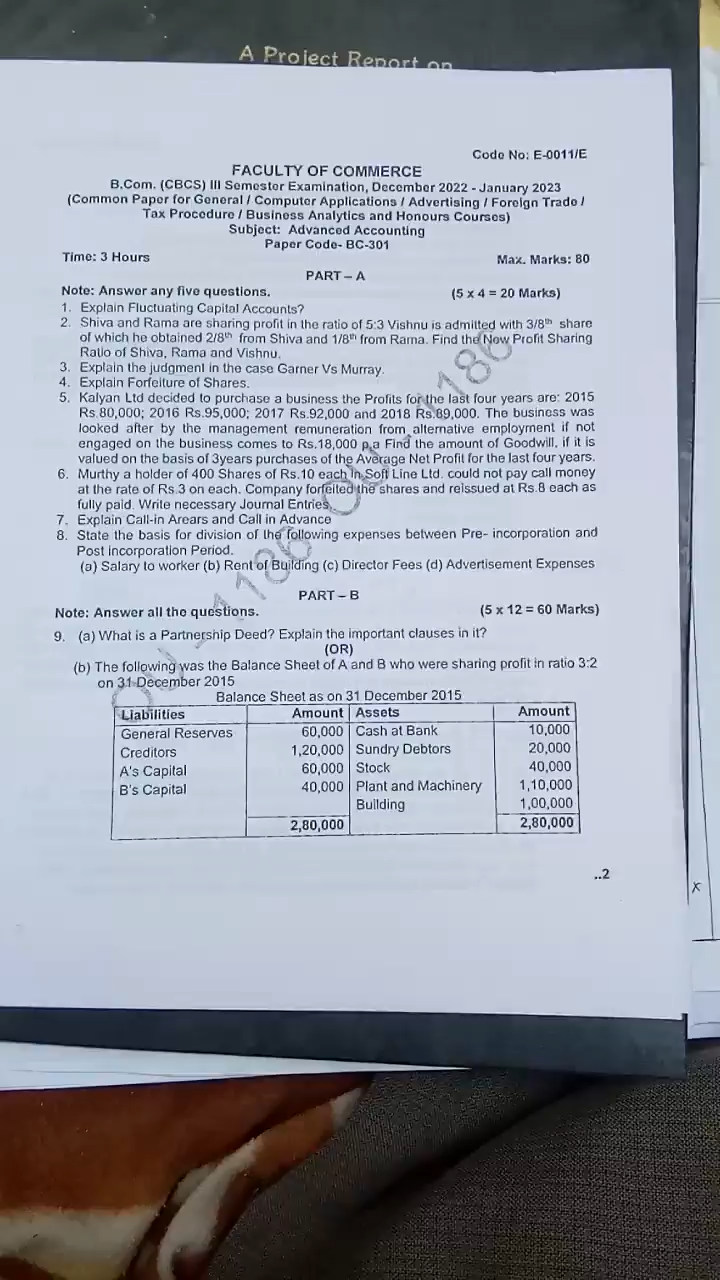 A Project Report on
Code No: E-0011/E
FACULTY OF COMMERCE
B.Com. (CBCS) III Semester Examination, December 2022 - January 2023
(Common Paper for General / Computer Applications / Advertising / Foreign Trade /
Tax Procedure / Business Analytics and Honours Courses)
Subject: Advanced Accounting
Paper Code- BC-301
Time: 3 Hours Max. Marks: 80
PART – A
Note: Answer any five questions. (5 x 4 = 20 Marks)
1. Explain Fluctuating Capital Accounts?
2. Shiva and Rama are sharing profit in the ratio of 5:3 Vishnu is admitted with 3/8th share
of which he obtained 2/8th from Shiva and 1/8th from Rama. Find the New Profit Sharing
Ratio of Shiva, Rama and Vishnu.
3. Explain the judgment in the case Garner Vs Murray.
4. Explain Forfeiture of Shares.
5. Kalyan Ltd decided to purchase a business the Profits for the last four years are: 2015
Rs.80,000; 2016 Rs.95,000; 2017 Rs.92,000 and 2018 Rs.89,000. The business was
looked after by the management remuneration from alternative employment if not
engaged on the business comes to Rs.18,000 p.a Find the amount of Goodwill, if it is
valued on the basis of 3years purchases of the Average Net Profit for the last four years.
6. Murthy a holder of 400 Shares of Rs.10 each in Soft Line Ltd. could not pay call money
at the rate of Rs.3 on each. Company forfeited the shares and reissued at Rs.8 each as
fully paid. Write necessary Journal Entries.
7. Explain Call-in Arears and Call in Advance
8. State the basis for division of the following expenses between Pre- incorporation and
Post incorporation Period.
(a) Salary to worker (b) Rent of Building (c) Director Fees (d) Advertisement Expenses
PART – B
Note: Answer all the questions. (5 x 12 = 60 Marks)
9. (a) What is a Partnership Deed? Explain the important clauses in it?
(OR)
(b) The following was the Balance Sheet of A and B who were sharing profit in ratio 3:2
on 31 December 2015
Balance Sheet as on 31 December 2015
Liabilities Amount Assets Amount
General Reserves 60,000 Cash at Bank 10,000
Creditors 1,20,000 Sundry Debtors 20,000
A's Capital 60,000 Stock 40,000
B's Capital 40,000 Plant and Machinery 1,10,000
Building 1,00,000
2,80,000 2,80,000
..2
OU - 1186 OU - 1186
x